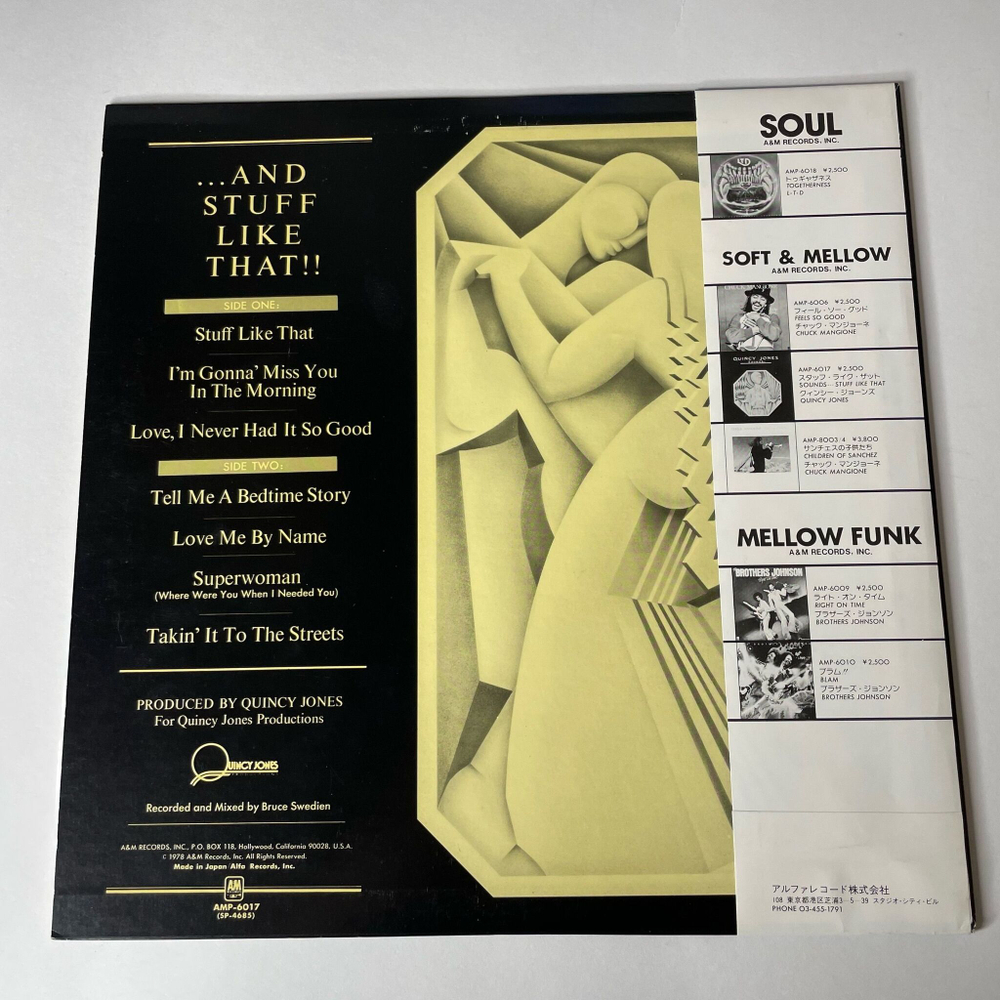 ...AND
STUFF
LIKE
THAT!!
SIDE ONE:
Stuff Like That
I'm Gonna' Miss You
In The Morning
Love, I Never Had It So Good
SIDE TWO:
Tell Me A Bedtime Story
Love Me By Name
Superwoman
(Where Were You When I Needed You)
Takin' It To The Streets
PRODUCED BY QUINCY JONES
For Quincy Jones Productions
QUINCY JONES
Recorded and Mixed by Bruce Swedien
A&M RECORDS, INC., P.O. BOX 118, Hollywood, California 90028, U.S.A.
© 1978 A&M Records, Inc. All Rights Reserved.
Made in Japan Alfa Records, Inc.
A&M
AMP-6017
(SP-4685)
SOUL
A&M RECORDS, INC.
LTD
AMP-6018 ¥2,500
トゥギャザネス
TOGETHERNESS
L·T·D
SOFT & MELLOW
A&M RECORDS, INC.
AMP-6006 ¥2,500
フィール・ソー・グッド
FEELS SO GOOD
チャック・マンジョーネ
CHUCK MANGIONE
QUINCY JONES
AMP-6017 ¥2,500
スタッフ・ライク・ザット
SOUNDS…STUFF LIKE THAT
クィンシー・ジョーンズ
QUINCY JONES
AMP-8003/4 ¥3,800
サンチェスの子供たち
CHILDREN OF SANCHEZ
チャック・マンジョーネ
CHUCK MANGIONE
MELLOW FUNK
A&M RECORDS, INC.
BROTHERS JOHNSON
AMP-6009 ¥2,500
ライト・オン・タイム
RIGHT ON TIME
ブラザーズ・ジョンソン
BROTHERS JOHNSON
AMP-6010 ¥2,500
ブラム!!
BLAM
ブラザーズ・ジョンソン
BROTHERS JOHNSON
アルファレコード株式会社
108 東京都港区芝浦3-5-39 スタジオ・シティ・ビル
PHONE 03-455-1791